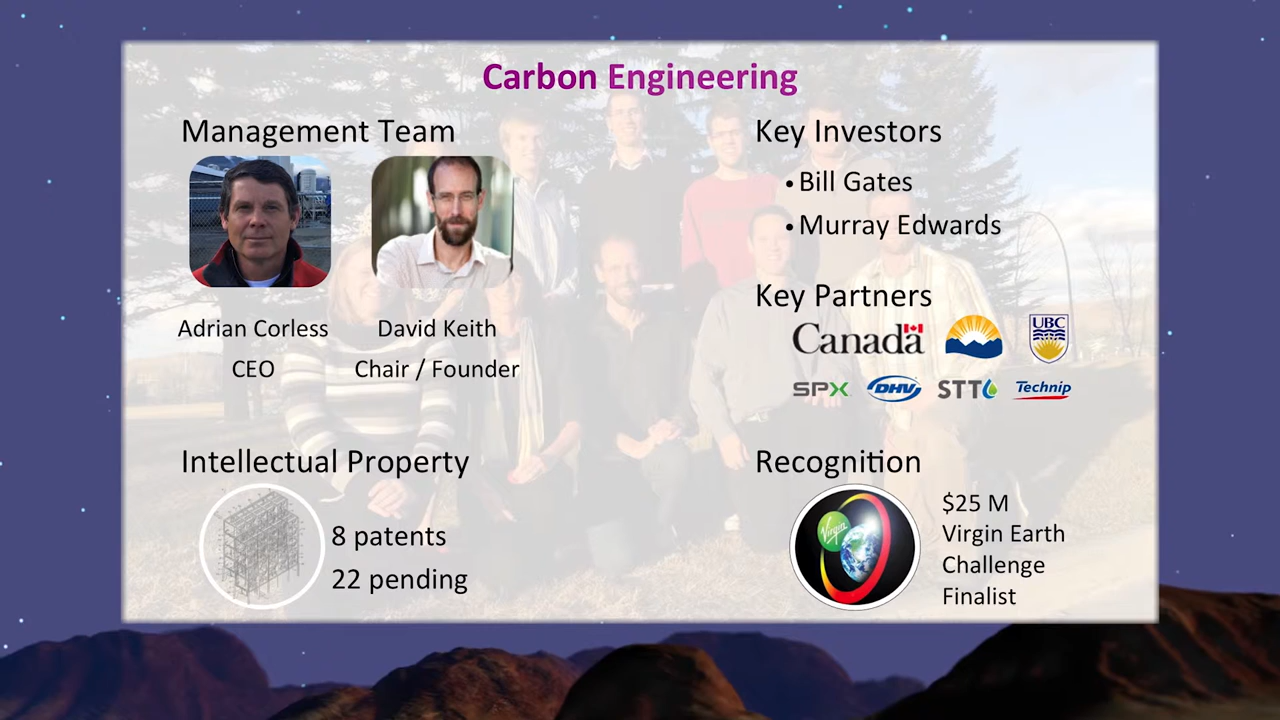 Carbon Engineering
Management Team
Adrian Corless
CEO
David Keith
Chair / Founder
Key Investors
• Bill Gates
• Murray Edwards
Key Partners
Canada
UBC
SPX
DHV
STT
Technip
Intellectual Property
8 patents
22 pending
Recognition
Virgin
$25 M
Virgin Earth
Challenge
Finalist